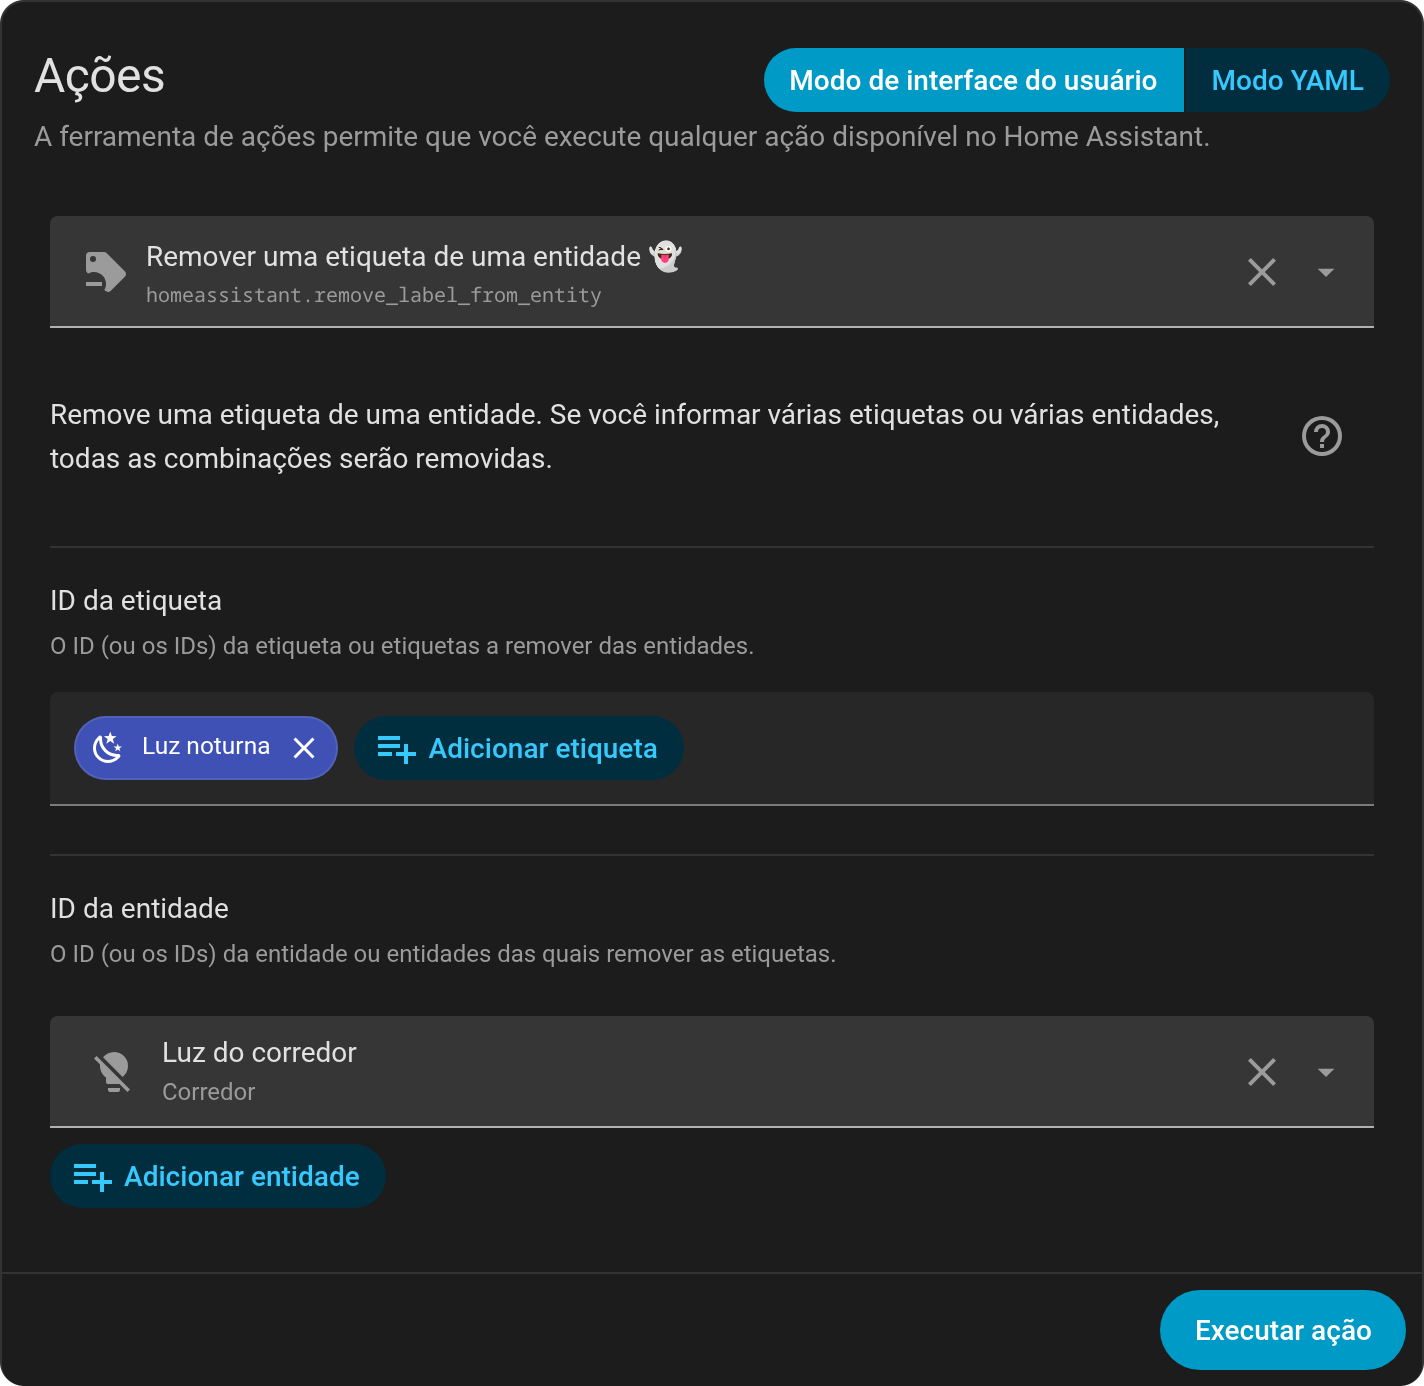 Ações
Modo de interface do usuário
Modo YAML
A ferramenta de ações permite que você execute qualquer ação disponível no Home Assistant.
Remover uma etiqueta de uma entidade 👻
homeassistant.remove_label_from_entity
Remove uma etiqueta de uma entidade. Se você informar várias etiquetas ou várias entidades,
todas as combinações serão removidas.
ID da etiqueta
O ID (ou os IDs) da etiqueta ou etiquetas a remover das entidades.
Luz noturna
Adicionar etiqueta
ID da entidade
O ID (ou os IDs) da entidade ou entidades das quais remover as etiquetas.
Luz do corredor
Corredor
Adicionar entidade
Executar ação